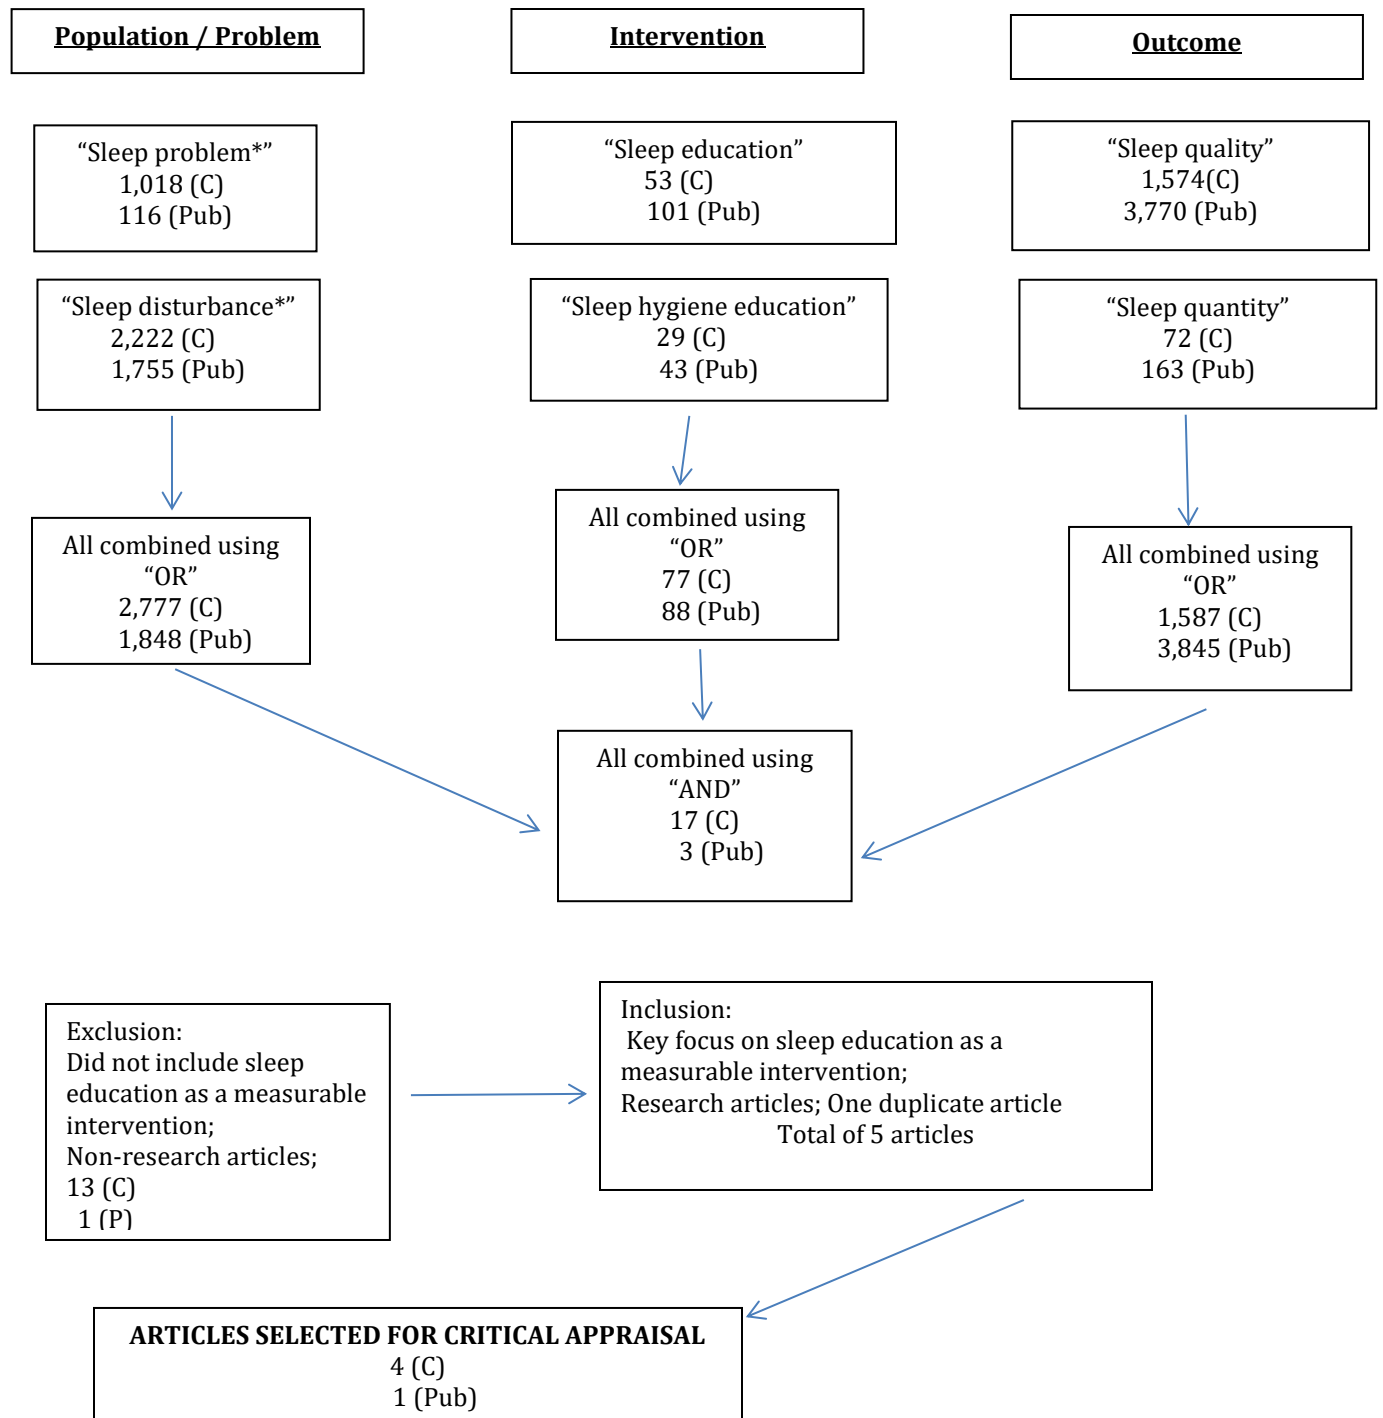 Population / Problem
Intervention
Outcome
“Sleep problem*”
1,018 (C)
116 (Pub)
“Sleep education”
53 (C)
101 (Pub)
“Sleep quality”
1,574(C)
3,770 (Pub)
“Sleep disturbance*”
2,222 (C)
1,755 (Pub)
“Sleep hygiene education”
29 (C)
43 (Pub)
“Sleep quantity”
72 (C)
163 (Pub)
All combined using
“OR”
2,777 (C)
1,848 (Pub)
All combined using
“OR”
77 (C)
88 (Pub)
All combined using
“OR”
1,587 (C)
3,845 (Pub)
All combined using
“AND”
17 (C)
3 (Pub)
Exclusion:
Did not include sleep
education as a measurable
intervention;
Non-research articles;
13 (C)
1 (P)
Inclusion:
Key focus on sleep education as a
measurable intervention;
Research articles; One duplicate article
Total of 5 articles
ARTICLES SELECTED FOR CRITICAL APPRAISAL
4 (C)
1 (Pub)